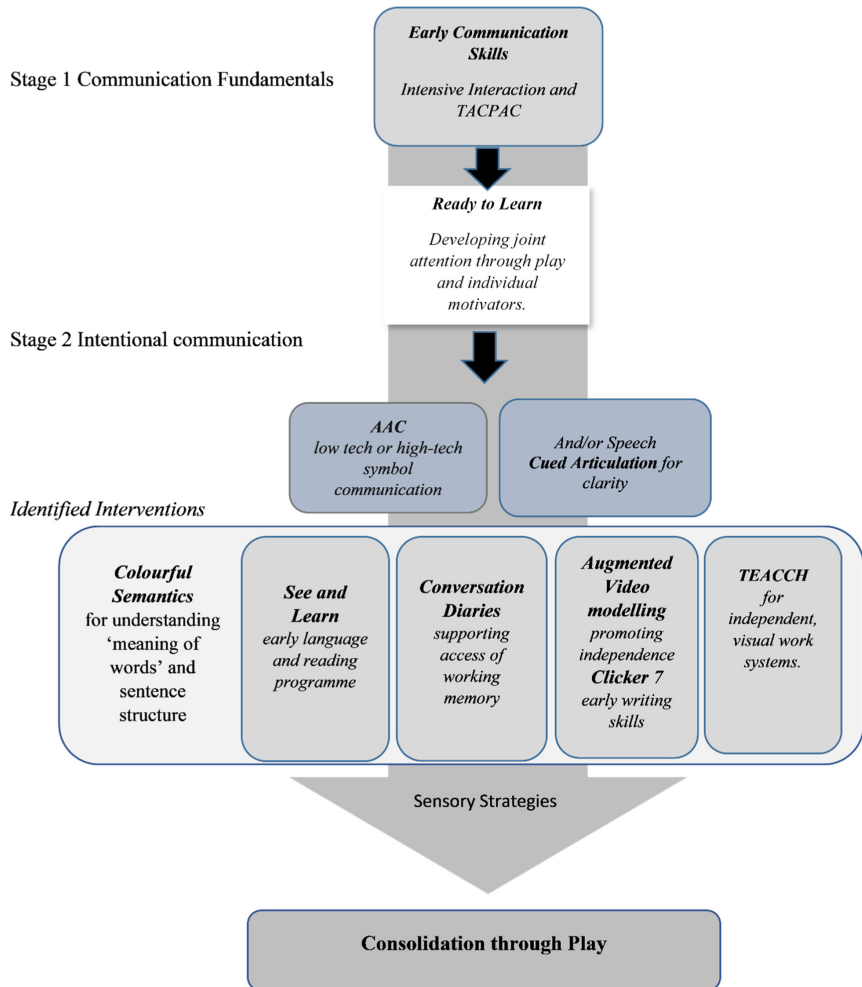 Early Communication
Skills
Stage 1 Communication Fundamentals
Intensive Interaction and
TACPAC
Ready to Learn
Developing joint
attention through play
and individual
motivators.
Stage 2 Intentional communication
AAC
low tech or high-tech
symbol
communication
And/or Speech
Cued Articulation for
clarity
Identified Interventions
Colourful
Semantics
for understanding
‘meaning of
words’ and
sentence
structure
See and
Learn
early language
and reading
programme
Conversation
Diaries
supporting
access of
working
memory
Augmented
Video
modelling
promoting
independence
Clicker 7
early writing
skills
TEACCH
for
independent,
visual work
systems.
Sensory Strategies
Consolidation through Play